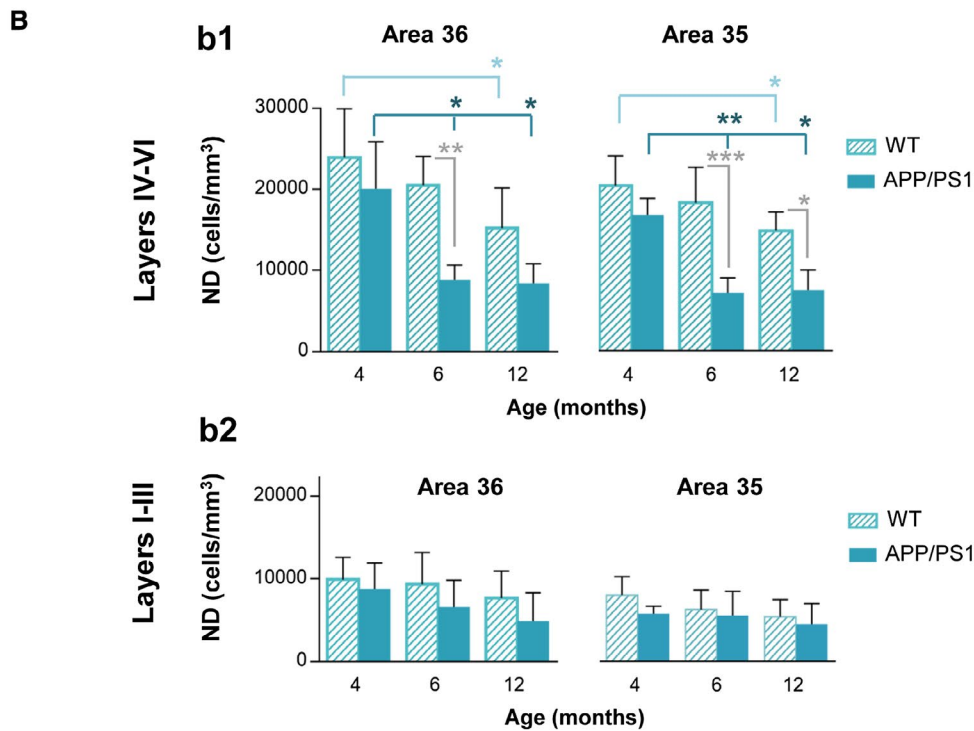 B
b1
Area 36
Area 35
*
*
*
*
**
*
**
***
*
30000
20000
10000
0
Layers IV-VI
ND (cells/mm³)
WT
APP/PS1
4
6
12
4
6
12
Age (months)
b2
Area 36
Area 35
20000
10000
0
Layers I-III
ND (cells/mm³)
WT
APP/PS1
4
6
12
4
6
12
Age (months)